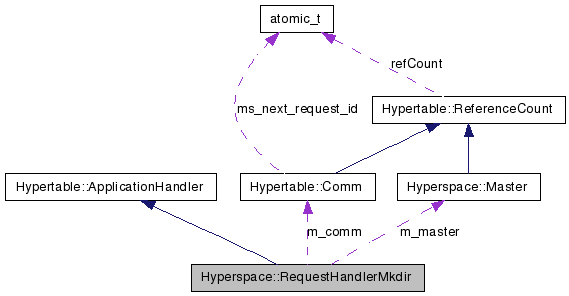 atomic_t
refCount
ms_next_request_id
Hypertable::ReferenceCount
Hypertable::ApplicationHandler
Hypertable::Comm
Hyperspace::Master
m_comm
m_master
Hyperspace::RequestHandlerMkdir